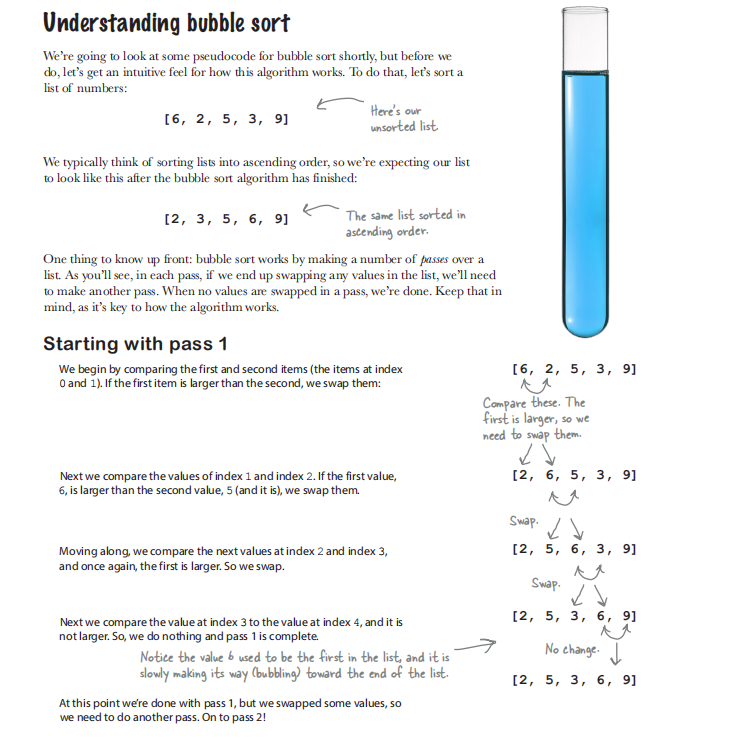 Understanding bubble sort
We're going to look at some pseudocode for bubble sort shortly, but before we
do, let's get an intuitive feel for how this algorithm works. To do that, let's sort a
list of numbers:
[6, 2, 5, 3, 9]
Here's our
unsorted list.
We typically think of sorting lists into ascending order, so we're expecting our list
to look like this after the bubble sort algorithm has finished:
[2, 3, 5, 6, 9]
The same list sorted in
ascending order.
One thing to know up front: bubble sort works by making a number of passes over a
list. As you'll see, in each pass, if we end up swapping any values in the list, we'll need
to make another pass. When no values are swapped in a pass, we're done. Keep that in
mind, as it's key to how the algorithm works.
Starting with pass 1
We begin by comparing the first and second items (the items at index
0 and 1). If the first item is larger than the second, we swap them:
[6, 2, 5, 3, 9]
Compare these. The
first is larger, so we
need to swap them.
Next we compare the values of index 1 and index 2. If the first value,
6, is larger than the second value, 5 (and it is), we swap them.
[2, 6, 5, 3, 9]
Swap.
Moving along, we compare the next values at index 2 and index 3,
and once again, the first is larger. So we swap.
[2, 5, 6, 3, 9]
Swap.
Next we compare the value at index 3 to the value at index 4, and it is
not larger. So, we do nothing and pass 1 is complete.
[2, 5, 3, 6, 9]
No change.
Notice the value 6 used to be the first in the list, and it is
slowly making its way (bubbling) toward the end of the list.
[2, 5, 3, 6, 9]
At this point we're done with pass 1, but we swapped some values, so
we need to do another pass. On to pass 2!